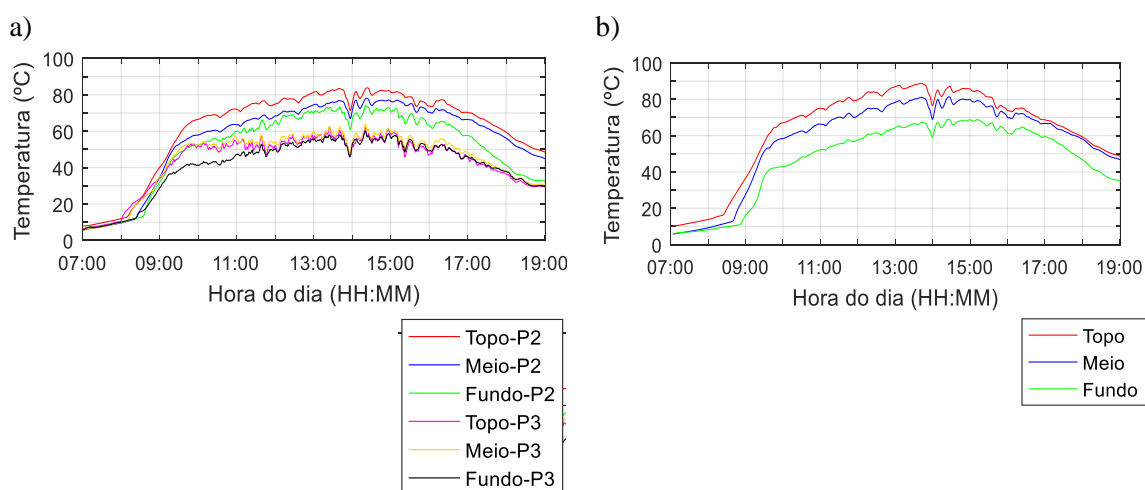 a)
Temperatura (ºC)
100
80
60
40
20
0
07:00 09:00 11:00 13:00 15:00 17:00 19:00
Hora do dia (HH:MM)
Topo-P2
Meio-P2
Fundo-P2
Topo-P3
Meio-P3
Fundo-P3
b)
Temperatura (ºC)
100
80
60
40
20
0
07:00 09:00 11:00 13:00 15:00 17:00 19:00
Hora do dia (HH:MM)
Topo
Meio
Fundo